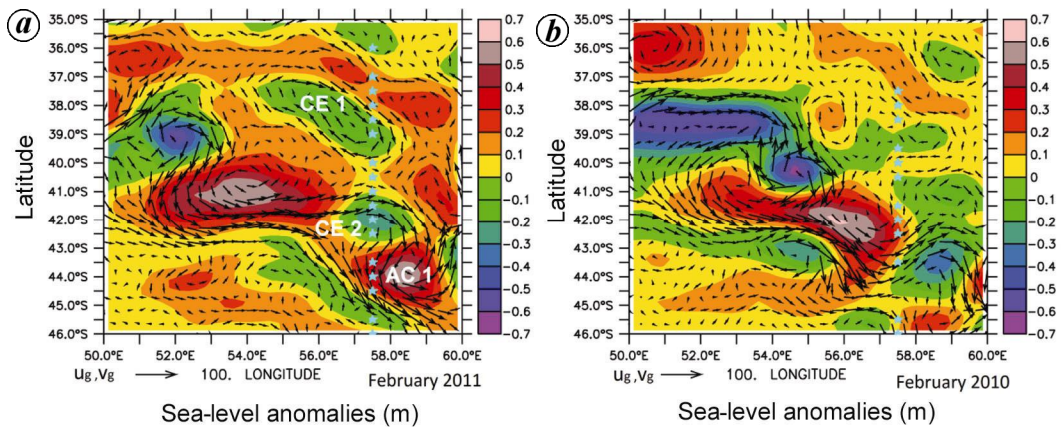 a
35.0°S
36.0°S
37.0°S
38.0°S
39.0°S
40.0°S
41.0°S
42.0°S
43.0°S
44.0°S
45.0°S
46.0°S
Latitude
CE 1
CE 2
AC 1
0.7
0.6
0.5
0.4
0.3
0.2
0.1
0
-0.1
-0.2
-0.3
-0.4
-0.5
-0.6
-0.7
50.0°E 52.0°E 54.0°E 56.0°E 58.0°E 60.0°E
ug,vg 100. LONGITUDE February 2011
Sea-level anomalies (m)
b
35.0°S
36.0°S
37.0°S
38.0°S
39.0°S
40.0°S
41.0°S
42.0°S
43.0°S
44.0°S
45.0°S
46.0°S
Latitude
0.7
0.6
0.5
0.4
0.3
0.2
0.1
0
-0.1
-0.2
-0.3
-0.4
-0.5
-0.6
-0.7
50.0°E 52.0°E 54.0°E 56.0°E 58.0°E 60.0°E
ug,vg 100. LONGITUDE February 2010
Sea-level anomalies (m)